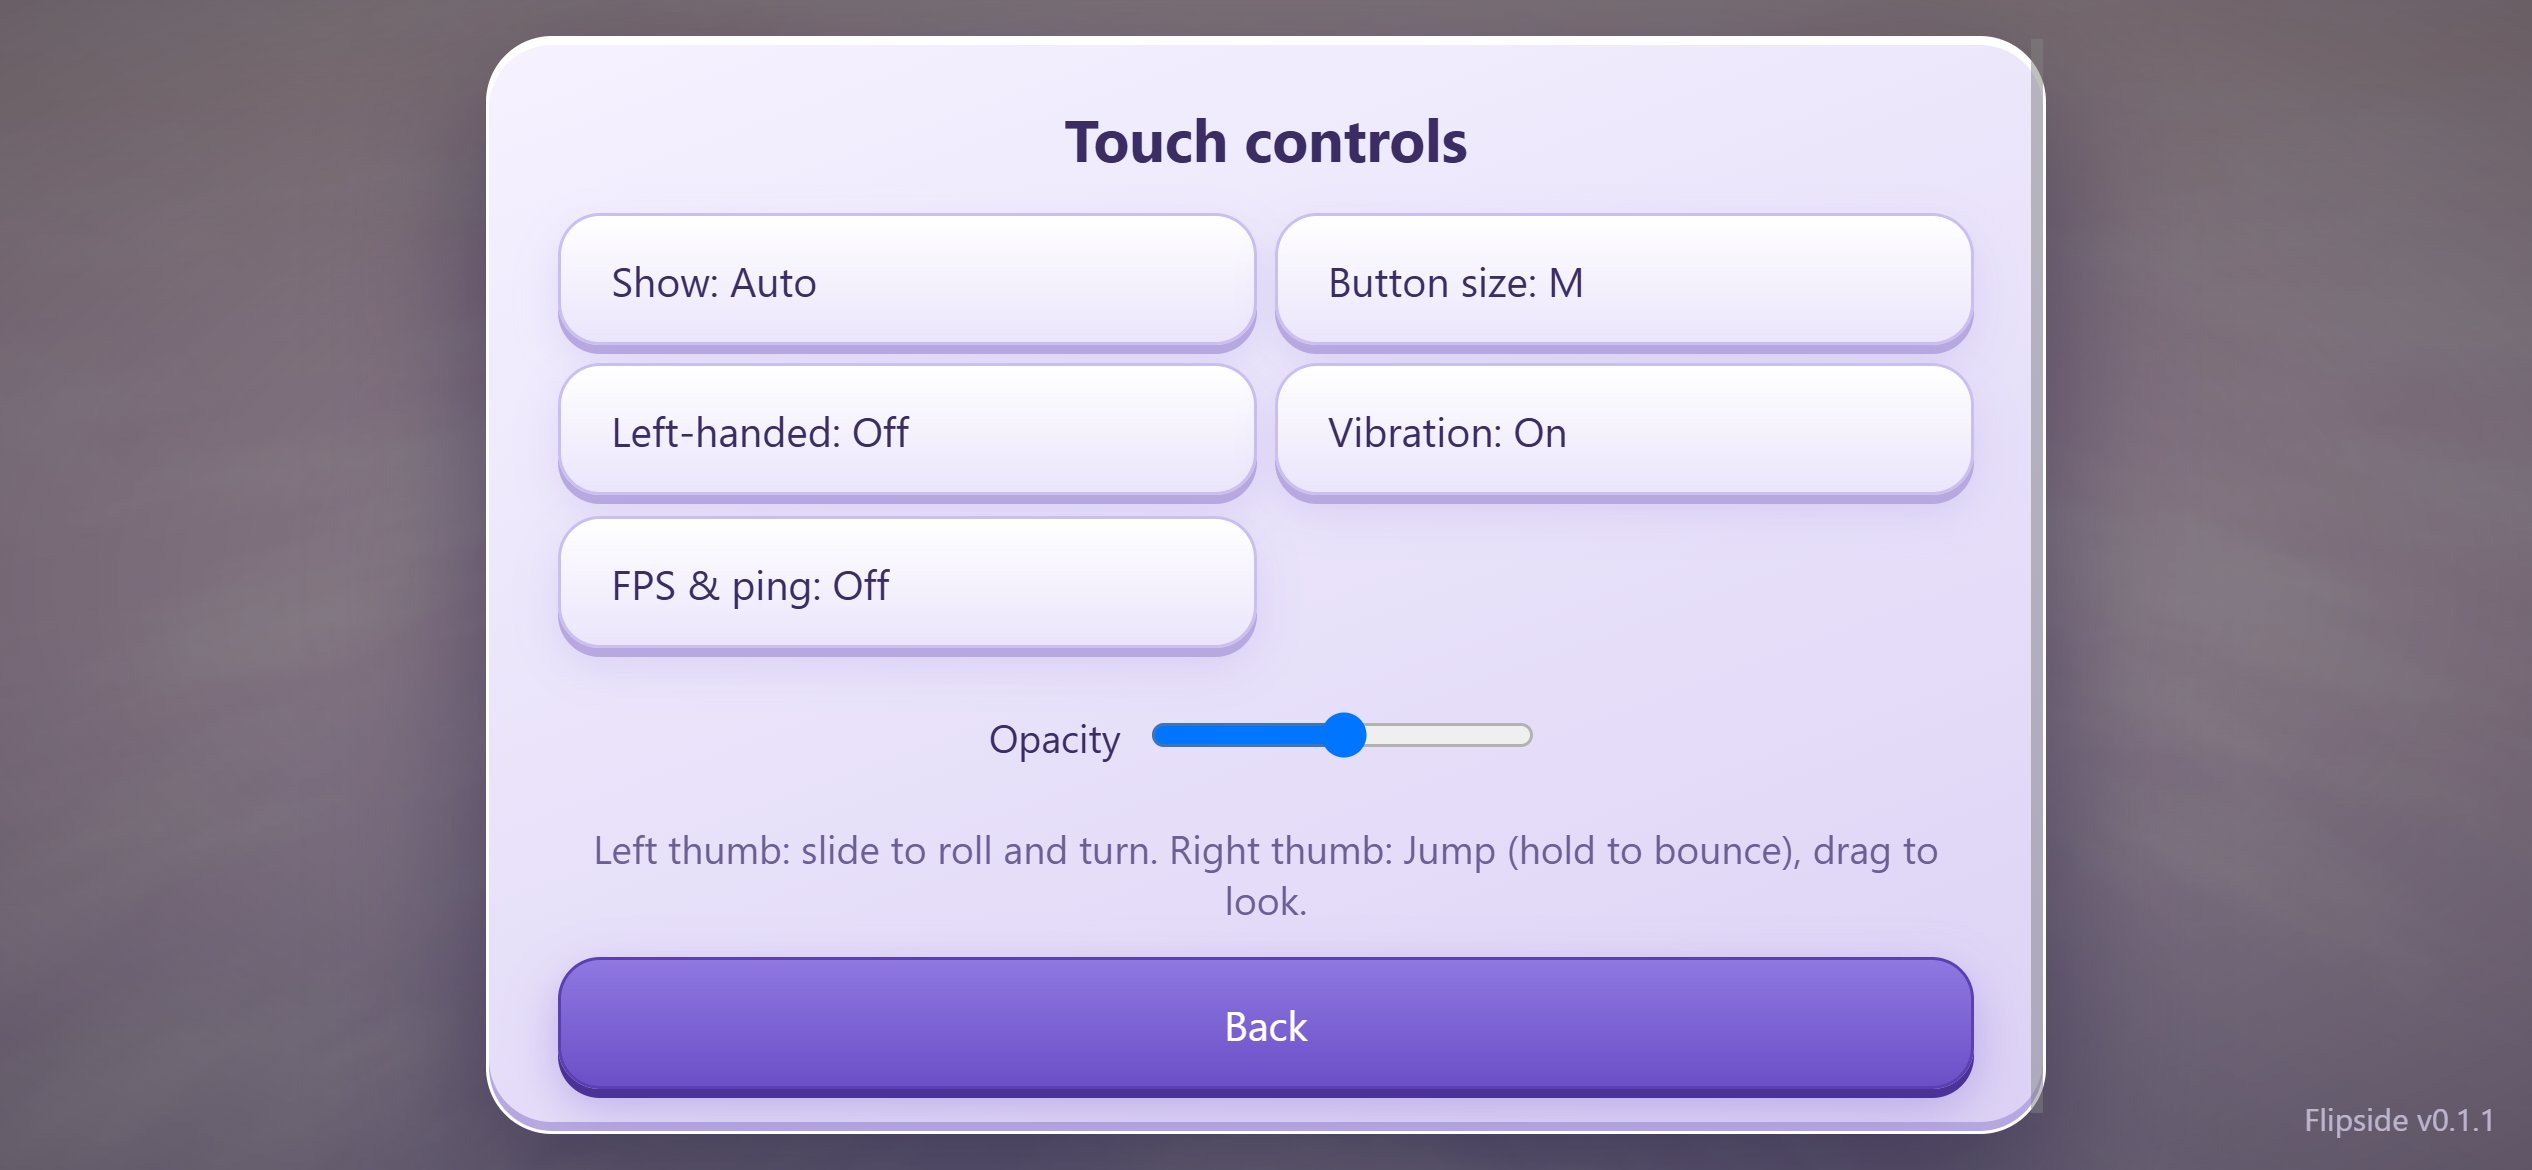 Touch controls
Show: Auto
Button size: M
Left-handed: Off
Vibration: On
FPS & ping: Off
Opacity
Left thumb: slide to roll and turn. Right thumb: Jump (hold to bounce), drag to
look.
Back
Flipside v0.1.1